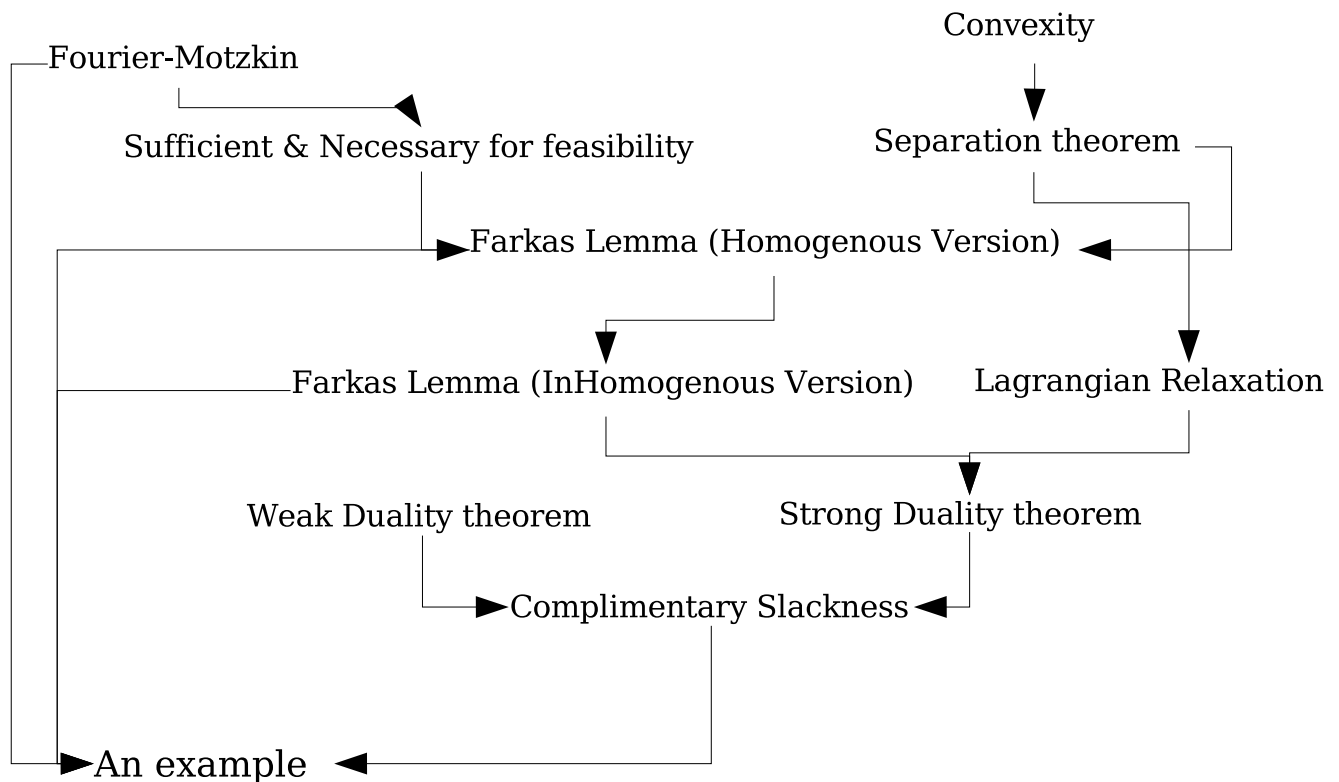 Convexity
Fourier-Motzkin
Sufficient & Necessary for feasibility
Separation theorem
Farkas Lemma (Homogenous Version)
Farkas Lemma (InHomogenous Version)
Lagrangian Relaxation
Weak Duality theorem
Strong Duality theorem
Complimentary Slackness
An example